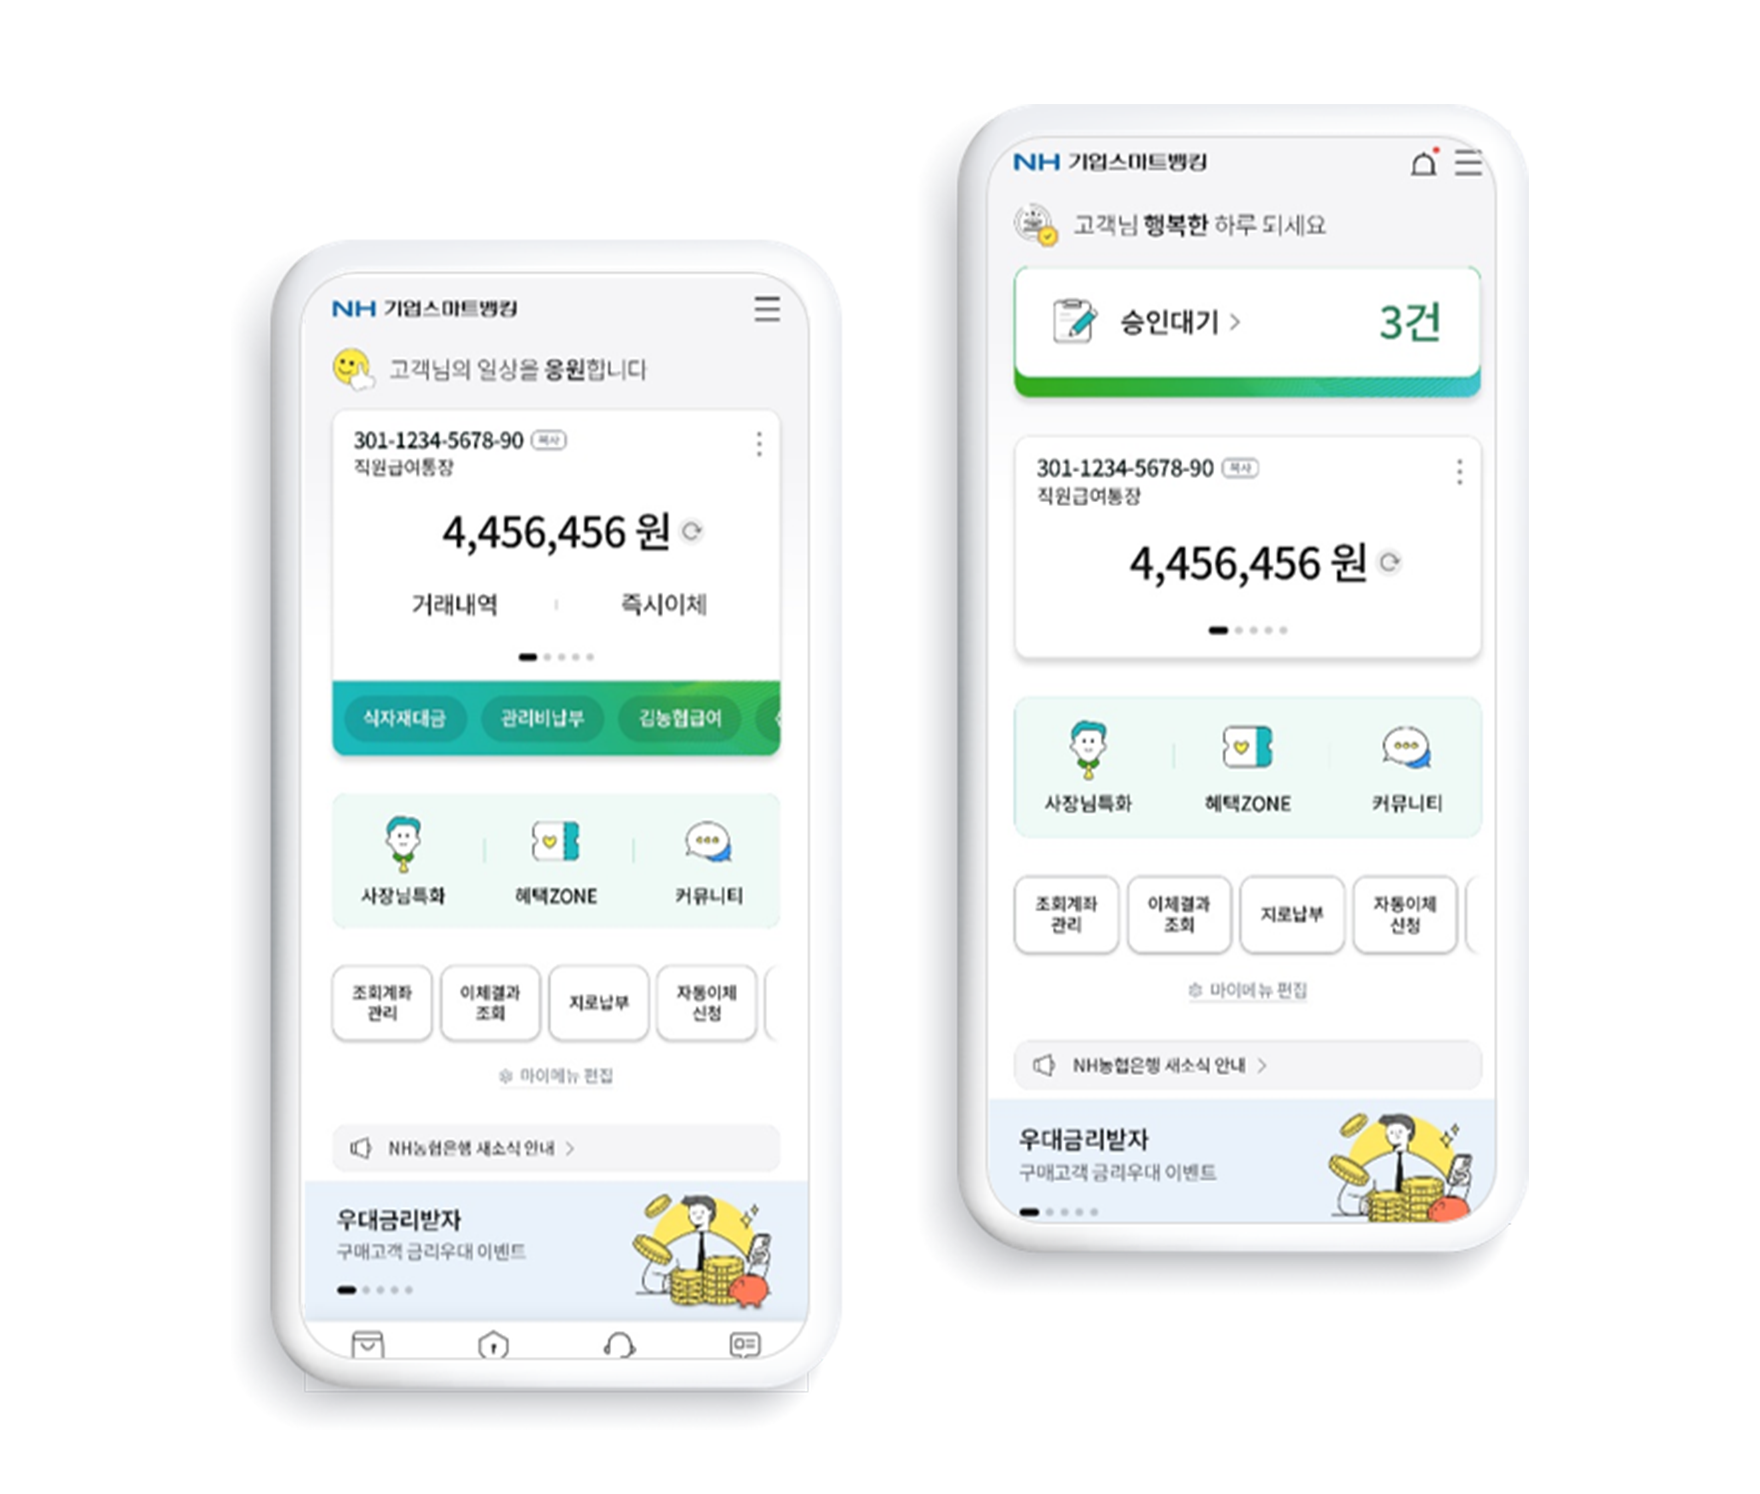 NH 기업스마트뱅킹
고객님의 일상을 응원합니다
301-1234-5678-90 복사
직원급여통장
4,456,456 원
거래내역 즉시이체
식자재대금 관리비납부 김농협급여
사장님특화 혜택ZONE 커뮤니티
조회계좌
관리
이체결과
조회
지로납부
자동이체
신청
마이메뉴 편집
NH농협은행 새소식 안내
우대금리받자
구매고객 금리우대 이벤트
NH 기업스마트뱅킹
고객님 행복한 하루 되세요
승인대기 3건
301-1234-5678-90 복사
직원급여통장
4,456,456 원
사장님특화 혜택ZONE 커뮤니티
조회계좌
관리
이체결과
조회
지로납부
자동이체
신청
마이메뉴 편집
NH농협은행 새소식 안내
우대금리받자
구매고객 금리우대 이벤트